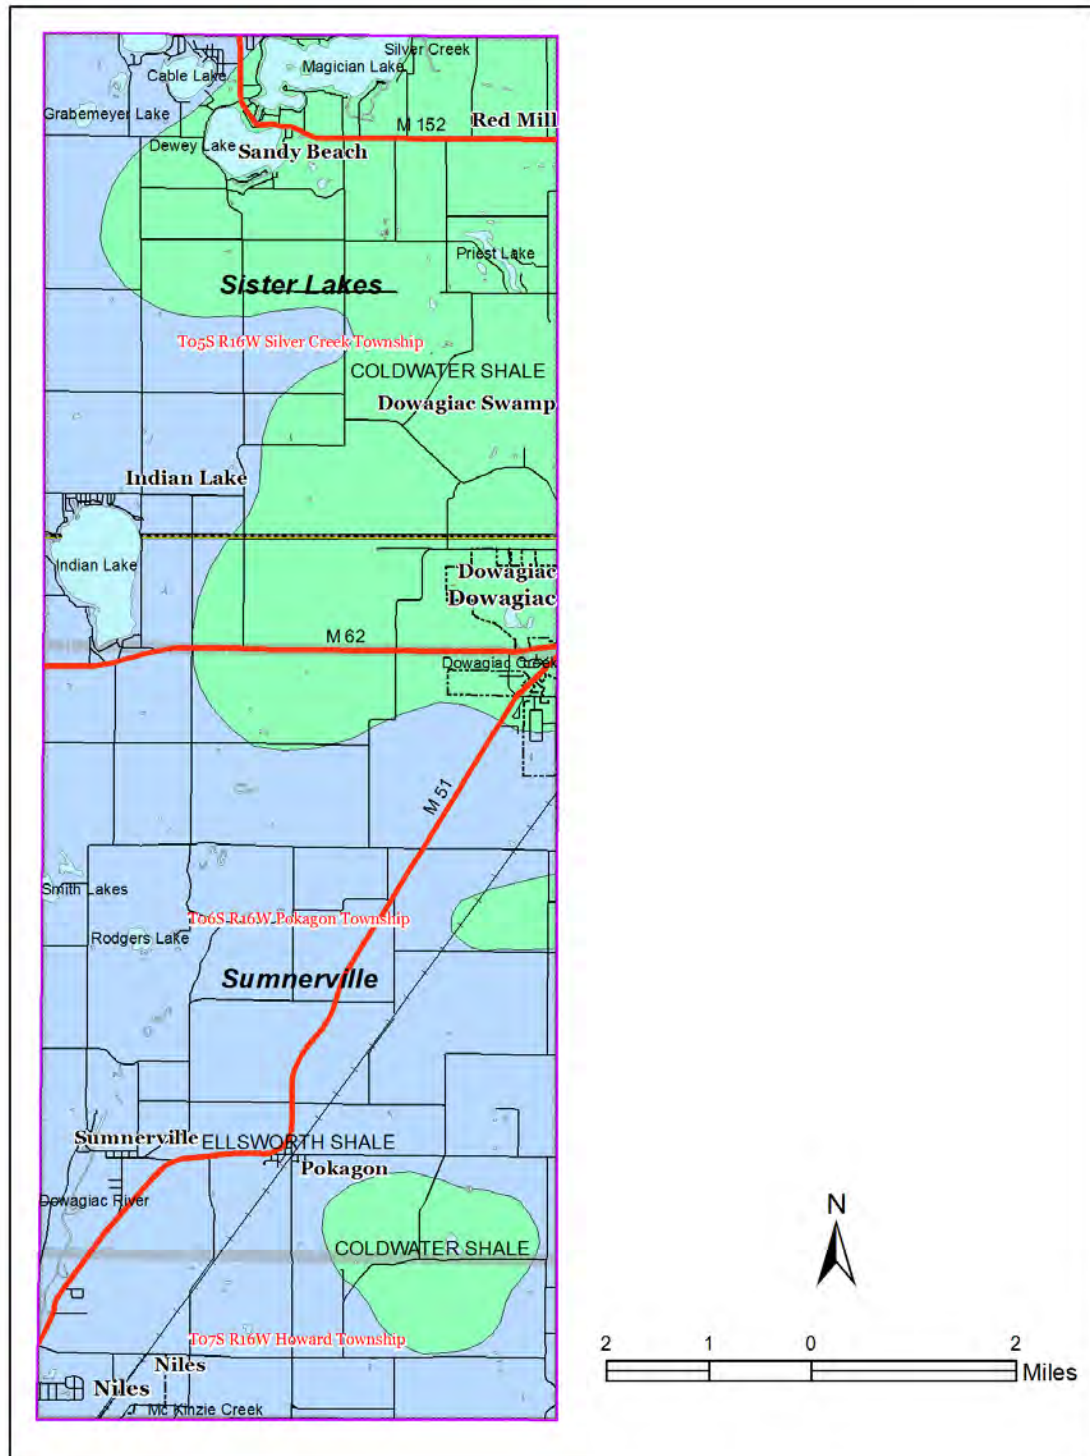 Silver Creek
Magician Lake
Cable Lake
Grabemeyer Lake
Red Mill
M 152
Dewey Lake
Sandy Beach
Priest Lake
Sister Lakes
T05S R16W Silver Creek Township
COLDWATER SHALE
Dowagiac Swamp
Indian Lake
Indian Lake
Dowagiac
Dowagiac
M 62
Dowagiac Creek
M 51
Smith Lakes
T06S R16W Pokagon Township
Rodgers Lake
Sumnerville
Sumnerville
ELLSWORTH SHALE
Pokagon
Dowagiac River
N
COLDWATER SHALE
T07S R16W Howard Township
2 1 0 2
Miles
Niles
Niles
Mc Kinzie Creek